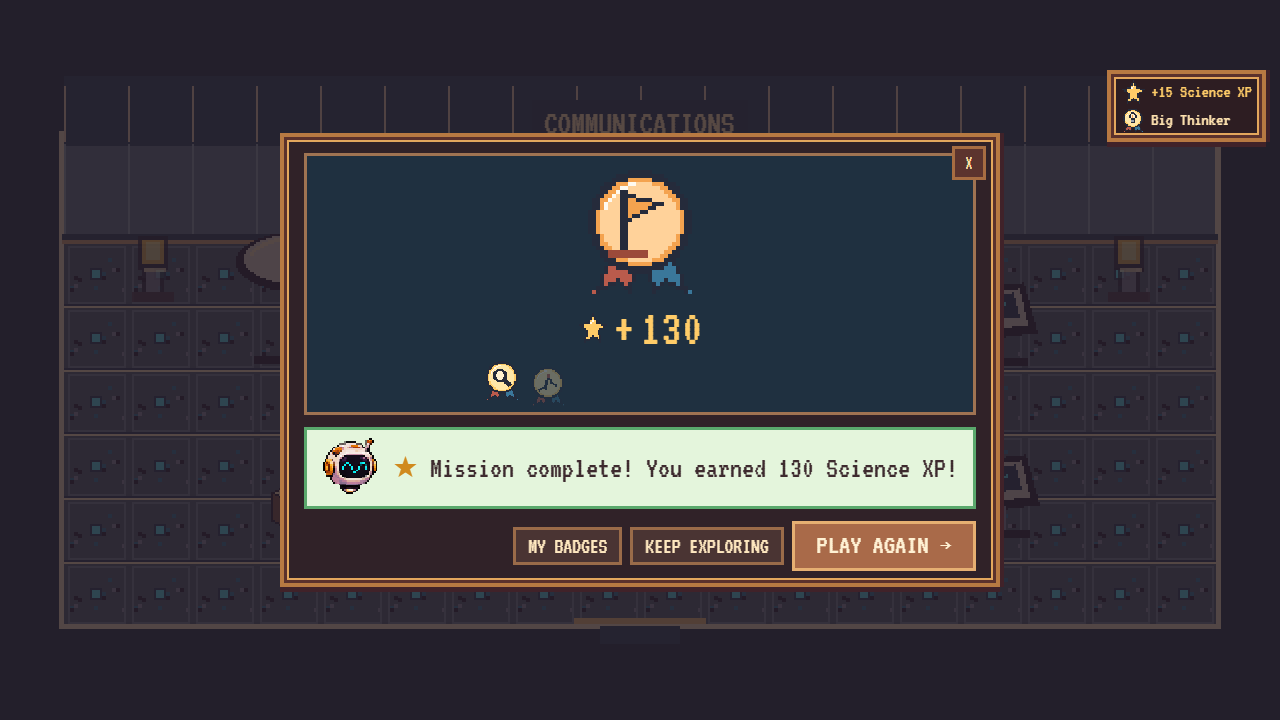 +15 Science XP
Big Thinker
COMMUNICATIONS
X
+130
Mission complete! You earned 130 Science XP!
MY BADGES
KEEP EXPLORING
PLAY AGAIN →